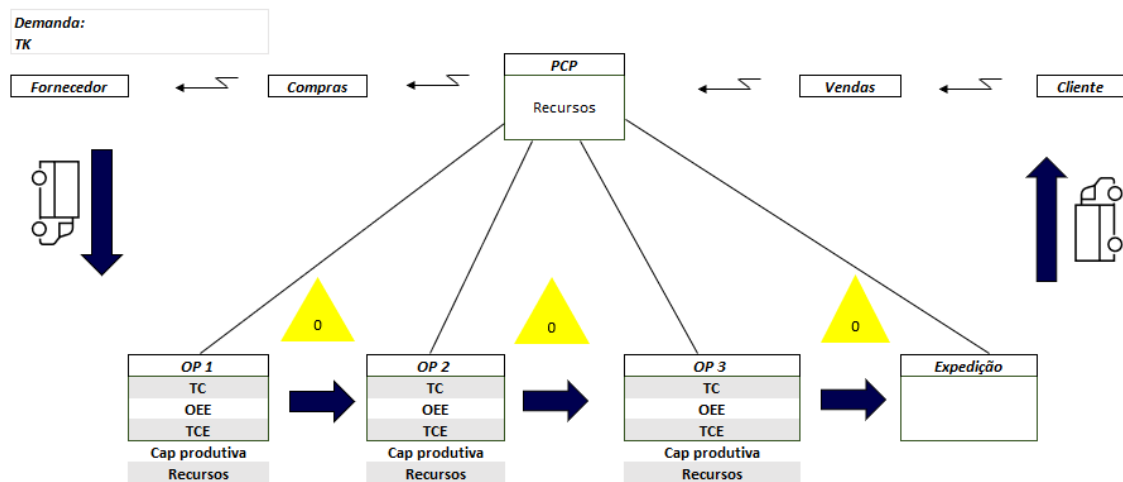 Demanda:
TK
PCP
Fornecedor
Compras
Vendas
Cliente
Recursos
0
0
0
OP 1
OP 2
OP 3
Expedição
TC
TC
TC
OEE
OEE
OEE
TCE
TCE
TCE
Cap produtiva
Cap produtiva
Cap produtiva
Recursos
Recursos
Recursos